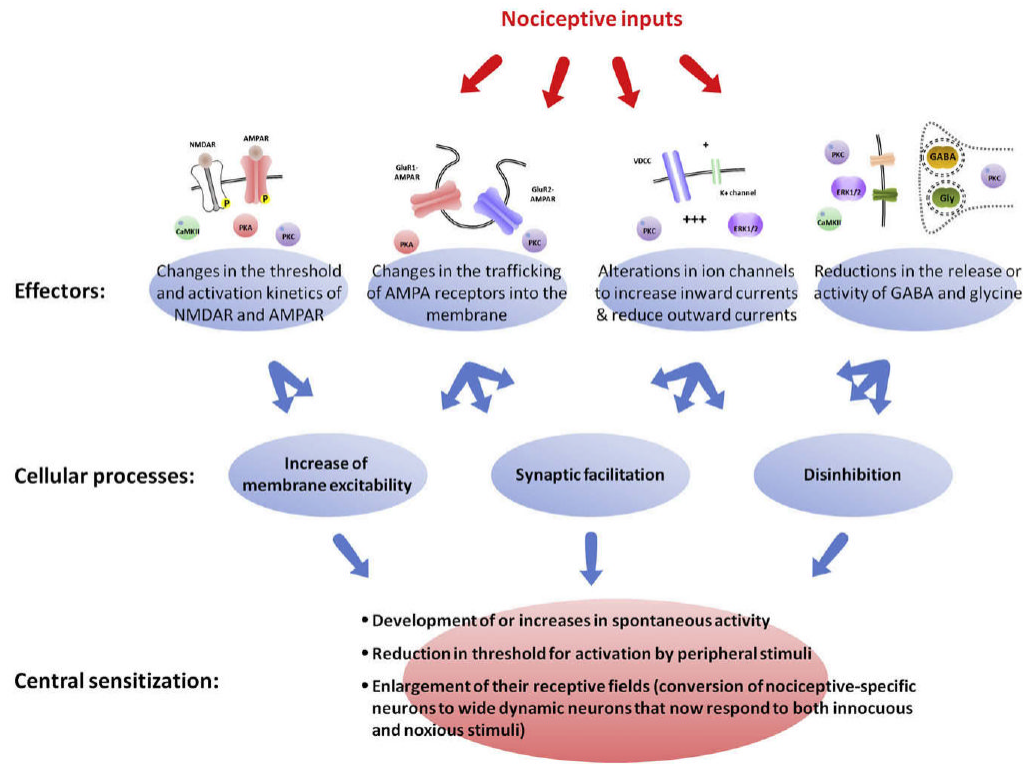 Nociceptive inputs
NMDAR
AMPAR
P
P
CaMKII
PKA
PKC
GluR1-
AMPAR
GluR2-
AMPAR
PKA
PKC
VDCC
+
K+ channel
+++
PKC
ERK1/2
PKC
ERK1/2
CaMKII
GABA
Gly
PKC
Effectors:
Changes in the threshold
and activation kinetics of
NMDAR and AMPAR
Changes in the trafficking
of AMPA receptors into the
membrane
Alterations in ion channels
to increase inward currents
& reduce outward currents
Reductions in the release or
activity of GABA and glycine
Cellular processes:
Increase of
membrane excitability
Synaptic facilitation
Disinhibition
Central sensitization:
• Development of or increases in spontaneous activity
• Reduction in threshold for activation by peripheral stimuli
• Enlargement of their receptive fields (conversion of nociceptive-specific
neurons to wide dynamic neurons that now respond to both innocuous
and noxious stimuli)